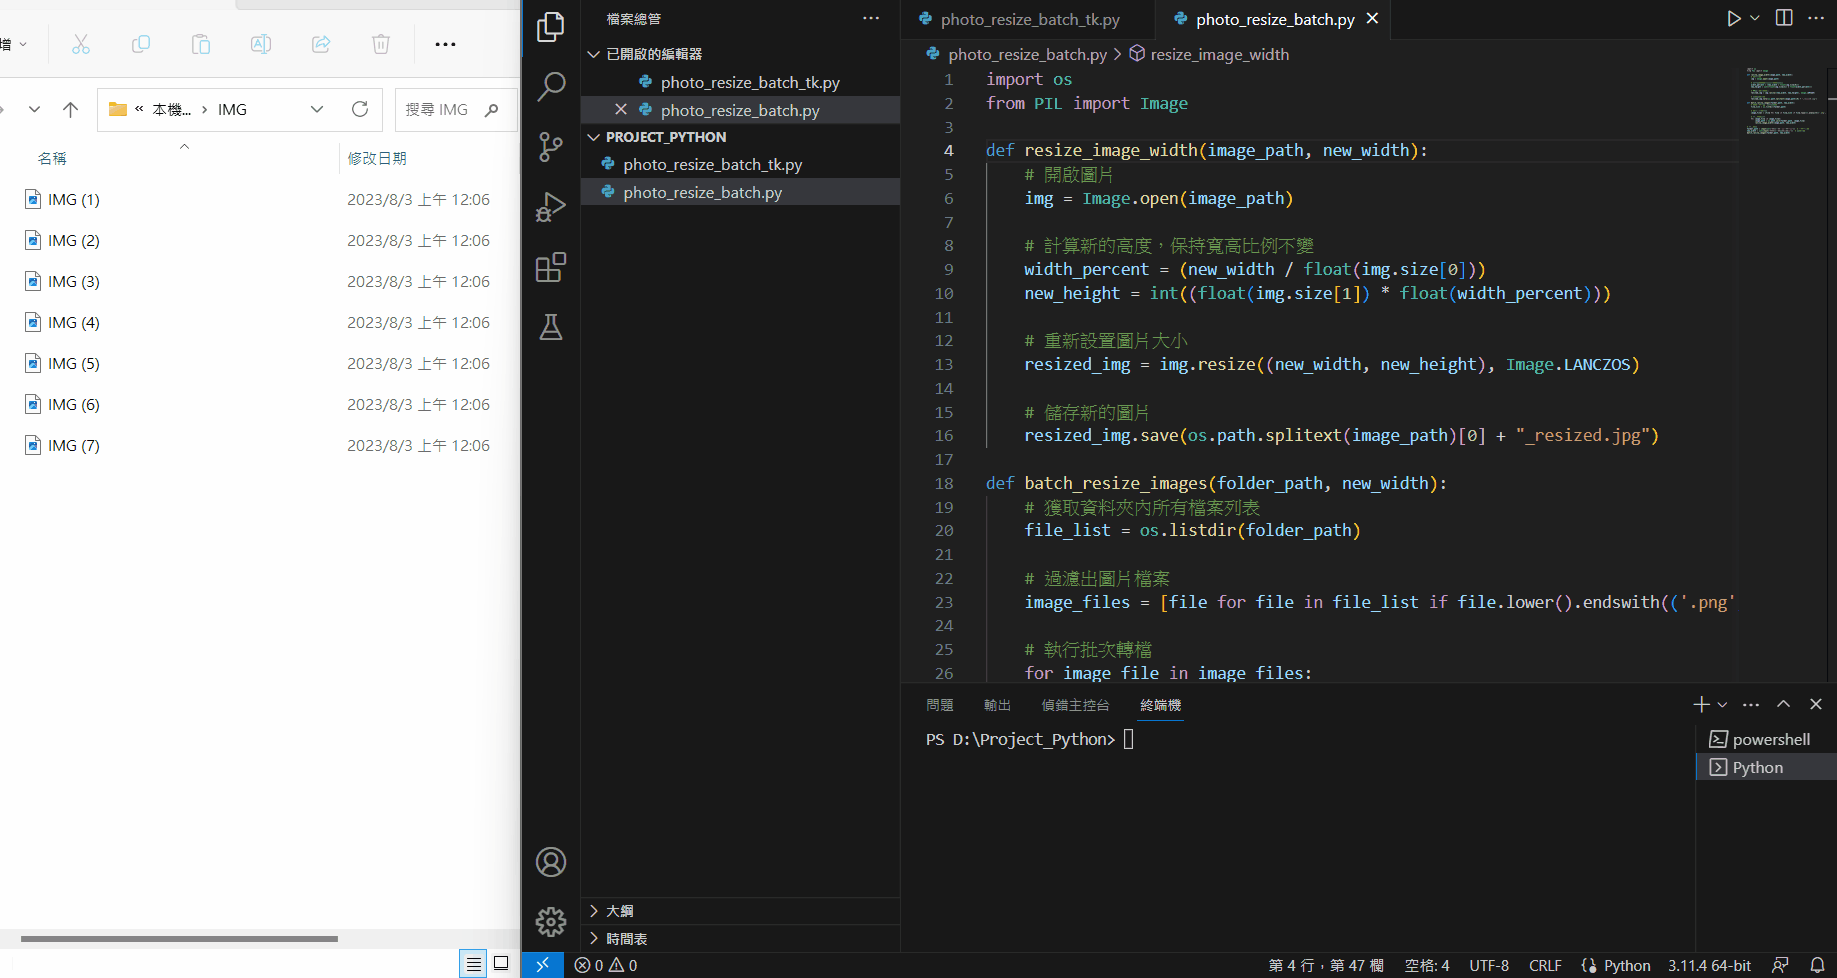 增
« 本機... › IMG
搜尋 IMG
名稱 修改日期
IMG (1) 2023/8/3 上午 12:06
IMG (2) 2023/8/3 上午 12:06
IMG (3) 2023/8/3 上午 12:06
IMG (4) 2023/8/3 上午 12:06
IMG (5) 2023/8/3 上午 12:06
IMG (6) 2023/8/3 上午 12:06
IMG (7) 2023/8/3 上午 12:06
檔案總管
已開啟的編輯器
photo_resize_batch_tk.py
photo_resize_batch.py
PROJECT_PYTHON
photo_resize_batch_tk.py
photo_resize_batch.py
大綱
時間表
photo_resize_batch_tk.py photo_resize_batch.py
photo_resize_batch.py > resize_image_width
1 import os
2 from PIL import Image
3
4 def resize_image_width(image_path, new_width):
5 # 開啟圖片
6 img = Image.open(image_path)
7
8 # 計算新的高度，保持寬高比例不變
9 width_percent = (new_width / float(img.size[0]))
10 new_height = int((float(img.size[1]) * float(width_percent)))
11
12 # 重新設置圖片大小
13 resized_img = img.resize((new_width, new_height), Image.LANCZOS)
14
15 # 儲存新的圖片
16 resized_img.save(os.path.splitext(image_path)[0] + "_resized.jpg")
17
18 def batch_resize_images(folder_path, new_width):
19 # 獲取資料夾內所有檔案列表
20 file_list = os.listdir(folder_path)
21
22 # 過濾出圖片檔案
23 image_files = [file for file in file_list if file.lower().endswith(('.png'
24
25 # 執行批次轉檔
26 for image_file in image_files:
問題 輸出 偵錯主控台 終端機
PS D:\Project_Python>
powershell
Python
0 0 第 4 行，第 47 欄 空格: 4 UTF-8 CRLF Python 3.11.4 64-bit